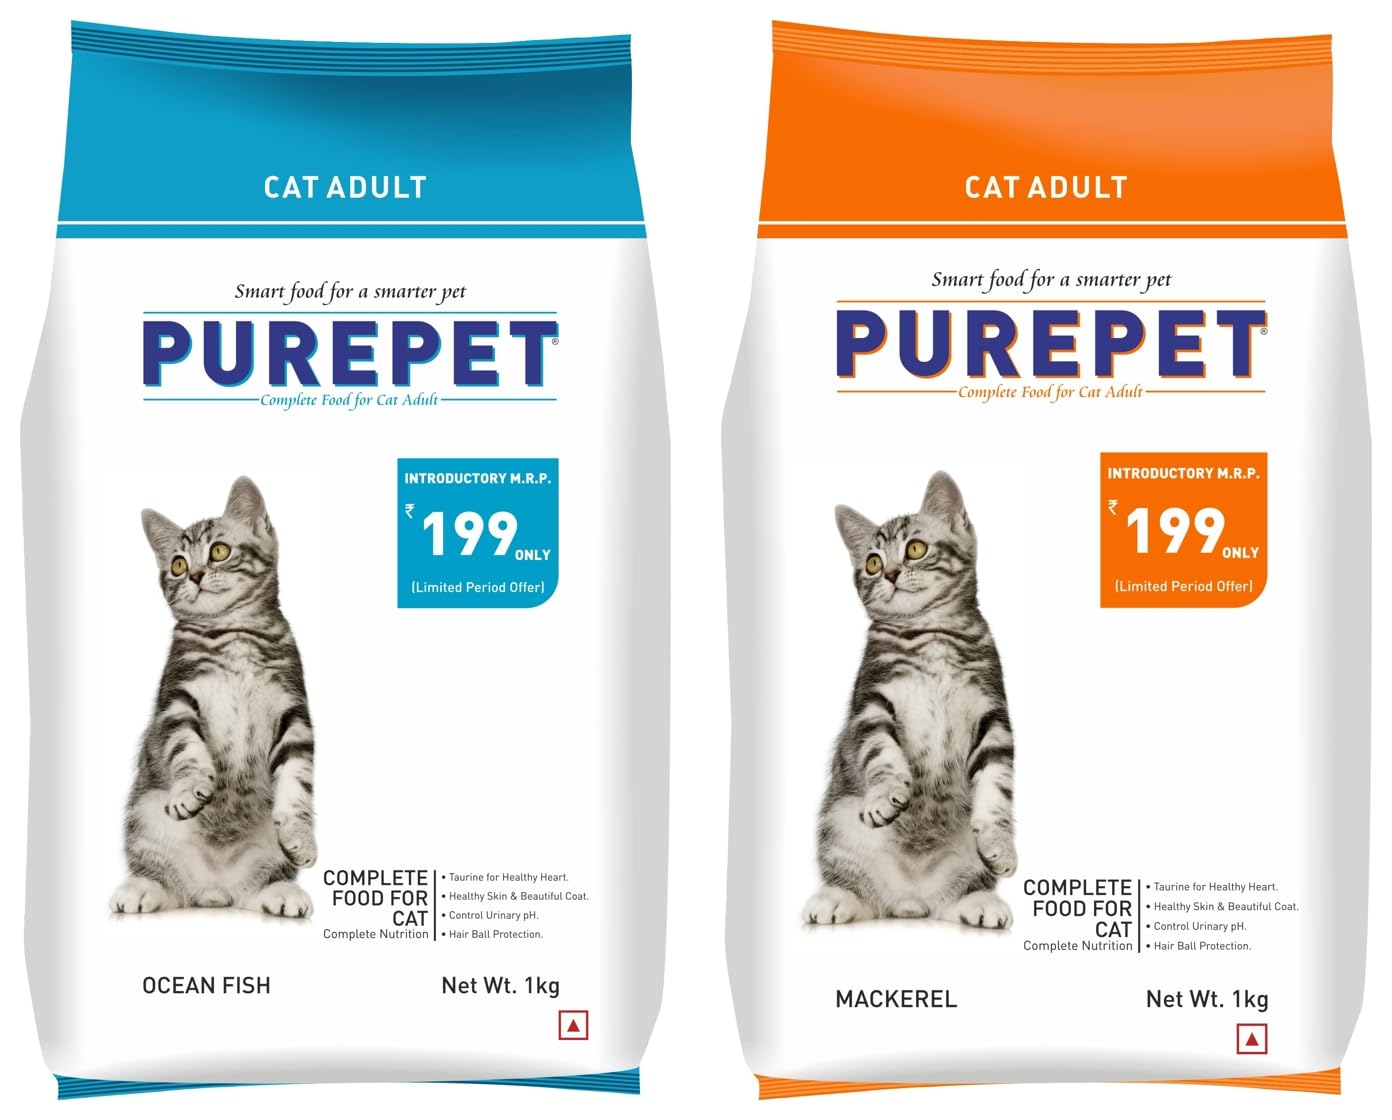 CAT ADULT
Smart food for a smarter pet
PUREPET®
Complete Food for Cat Adult
INTRODUCTORY M.R.P.
₹ 199 ONLY
(Limited Period Offer)
COMPLETE
FOOD FOR
CAT
Complete Nutrition
• Taurine for Healthy Heart.
• Healthy Skin & Beautiful Coat.
• Control Urinary pH.
• Hair Ball Protection.
OCEAN FISH
Net Wt. 1kg
CAT ADULT
Smart food for a smarter pet
PUREPET®
Complete Food for Cat Adult
INTRODUCTORY M.R.P.
₹ 199 ONLY
(Limited Period Offer)
COMPLETE
FOOD FOR
CAT
Complete Nutrition
• Taurine for Healthy Heart.
• Healthy Skin & Beautiful Coat.
• Control Urinary pH.
• Hair Ball Protection.
MACKEREL
Net Wt. 1kg